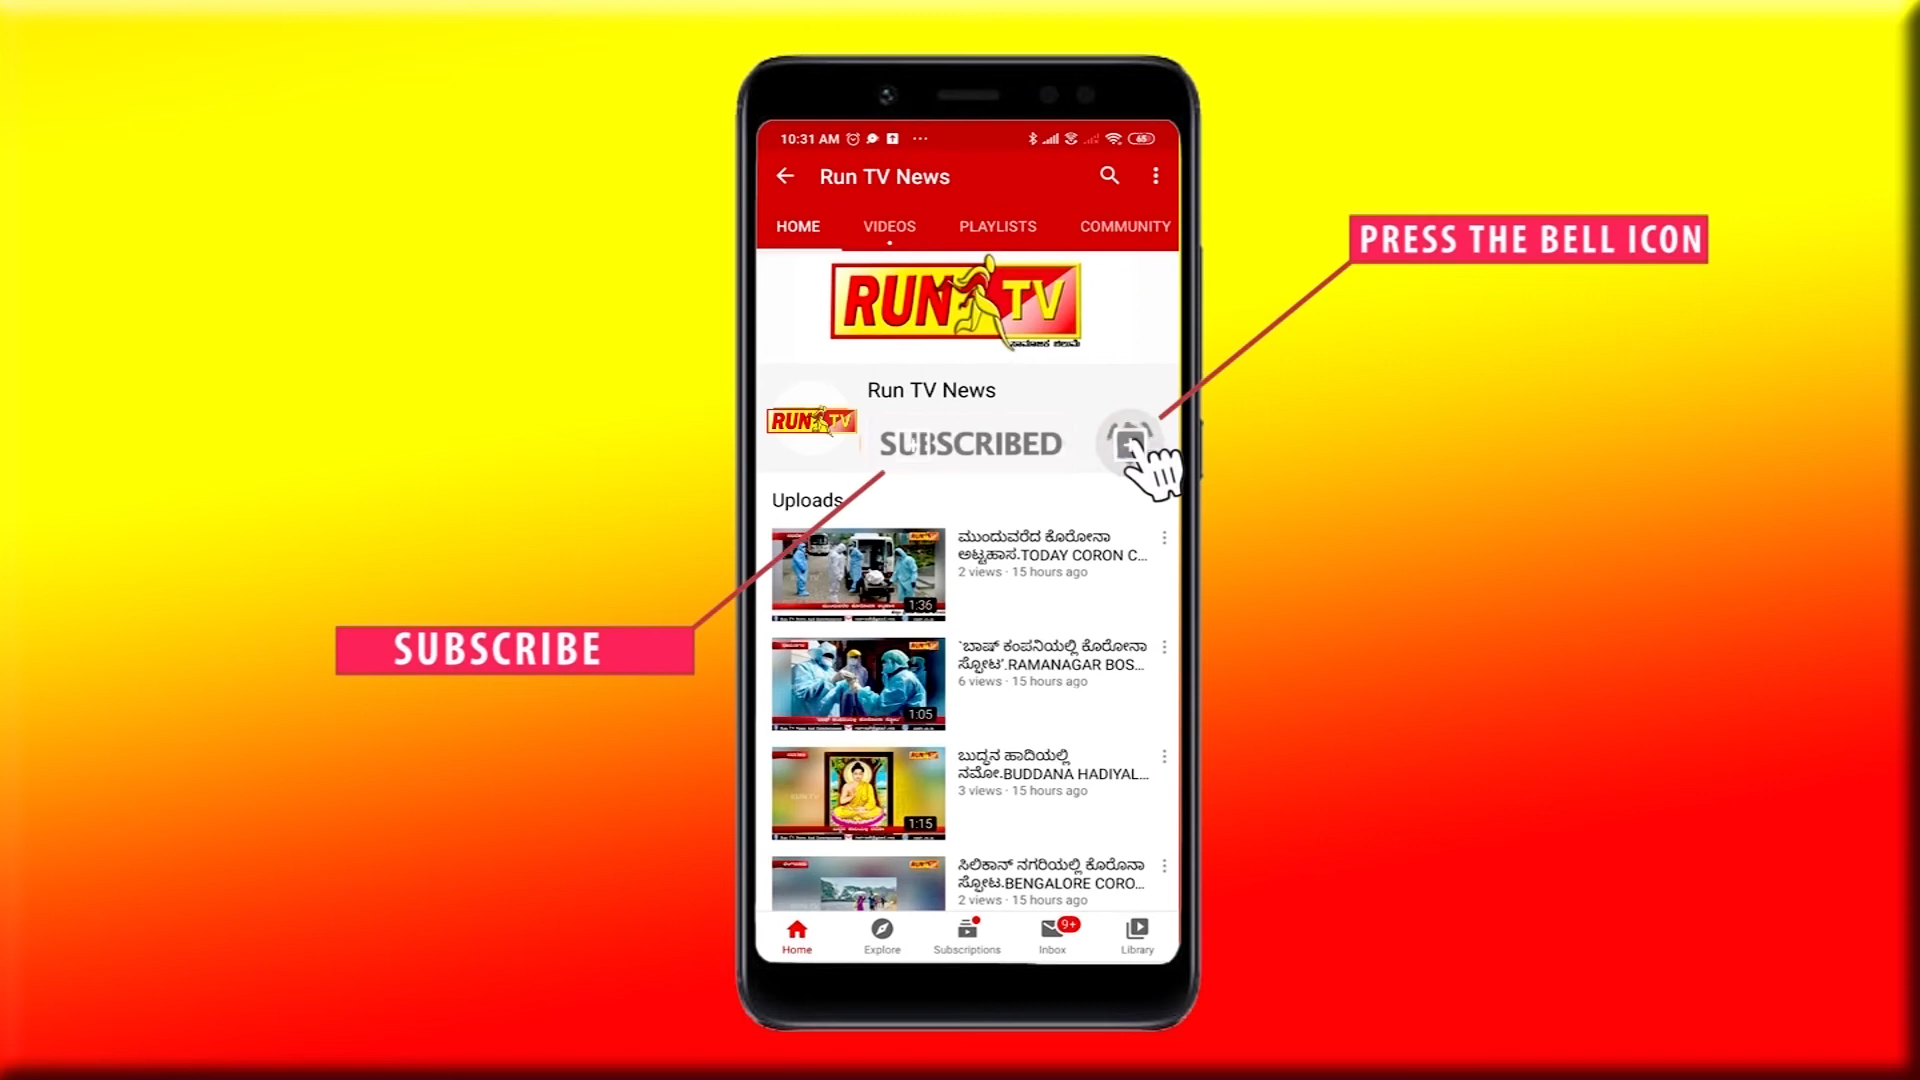 10:31 AM
65
Run TV News
HOME VIDEOS PLAYLISTS COMMUNITY
PRESS THE BELL ICON
RUN TV
ಸಾಮಾಜಿಕ ಚಿಲುಮೆ
Run TV News
RUN TV
SUBSCRIBED
Uploads
ಮುಂದುವರೆದ ಕೊರೋನಾ
ಅಟ್ಟಹಾಸ.TODAY CORON C...
2 views · 15 hours ago
1:36
SUBSCRIBE
`ಬಾಷ್ ಕಂಪನಿಯಲ್ಲಿ ಕೊರೋನಾ
ಸ್ಫೋಟ'.RAMANAGAR BOS...
6 views · 15 hours ago
1:05
ಬುದ್ಧನ ಹಾದಿಯಲ್ಲಿ
ನಮೋ.BUDDANA HADIYAL...
3 views · 15 hours ago
1:15
ಸಿಲಿಕಾನ್ ನಗರಿಯಲ್ಲಿ ಕೊರೊನಾ
ಸ್ಫೋಟ.BENGALORE CORO...
2 views · 15 hours ago
9+
Home Explore Subscriptions Inbox Library